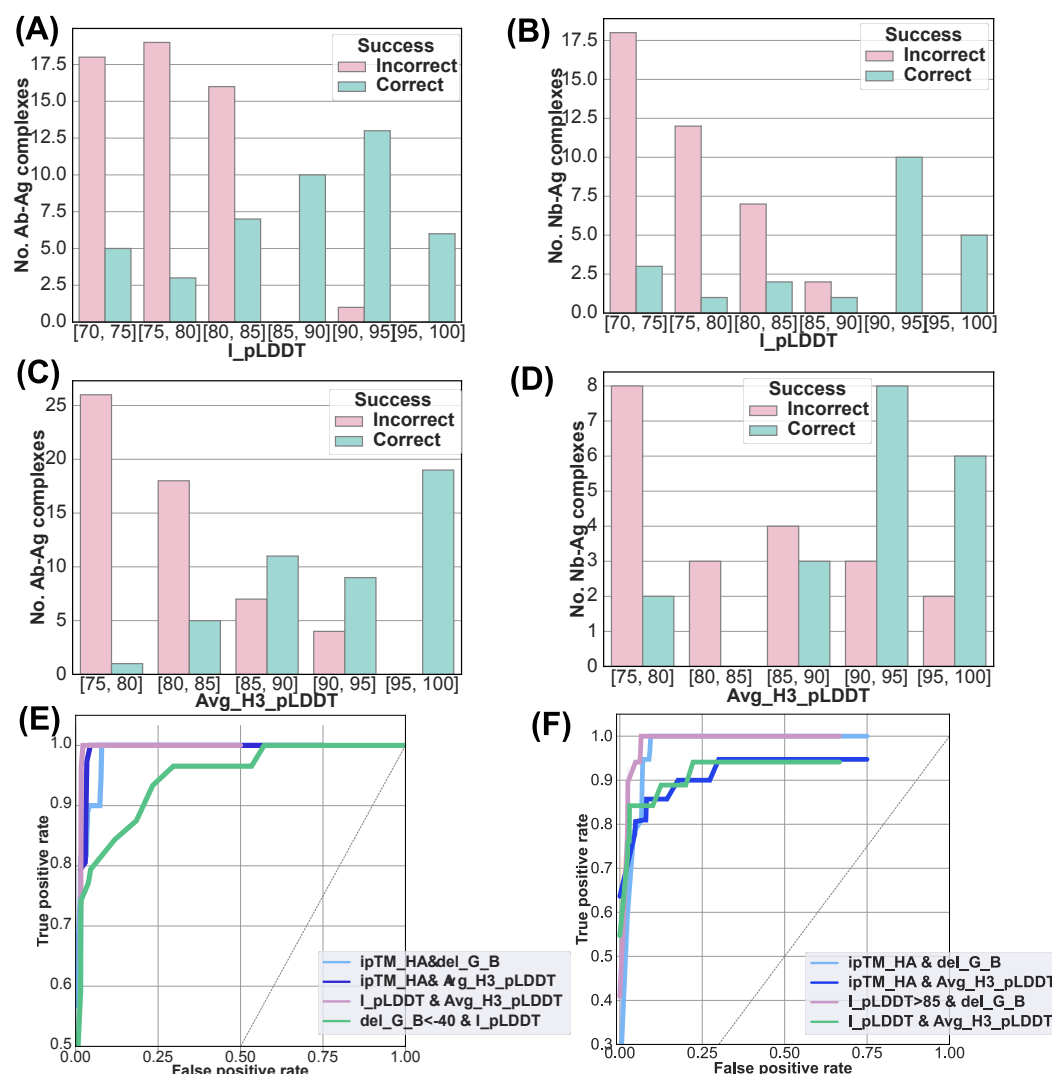 (A)
No. Ab-Ag complexes
17.5
15.0
12.5
10.0
7.5
5.0
2.5
0.0
Success
Incorrect
Correct
[70, 75] [75, 80] [80, 85] [85, 90] [90, 95] [95, 100]
I_pLDDT
(B)
No. Nb-Ag complexes
17.5
15.0
12.5
10.0
7.5
5.0
2.5
0.0
Success
Incorrect
Correct
[70, 75] [75, 80] [80, 85] [85, 90] [90, 95] [95, 100]
I_pLDDT
(C)
No. Ab-Ag complexes
25
20
15
10
5
0
Success
Incorrect
Correct
[75, 80] [80, 85] [85, 90] [90, 95] [95, 100]
Avg_H3_pLDDT
(D)
No. Nb-Ag complexes
8
7
6
5
4
3
2
1
0
Success
Incorrect
Correct
[75, 80] [80, 85] [85, 90] [90, 95] [95, 100]
Avg_H3_pLDDT
(E)
True positive rate
1.0
0.9
0.8
0.7
0.6
0.5
ipTM_HA&del_G_B
ipTM_HA& Avg_H3_pLDDT
I_pLDDT & Avg_H3_pLDDT
del_G_B<-40 & I_pLDDT
0.00 0.25 0.50 0.75 1.00
False positive rate
(F)
True positive rate
1.0
0.9
0.8
0.7
0.6
0.5
0.4
0.3
ipTM_HA & del_G_B
ipTM_HA & Avg_H3_pLDDT
I_pLDDT>85 & del_G_B
I_pLDDT & Avg_H3_pLDDT
0.00 0.25 0.50 0.75 1.00
False positive rate